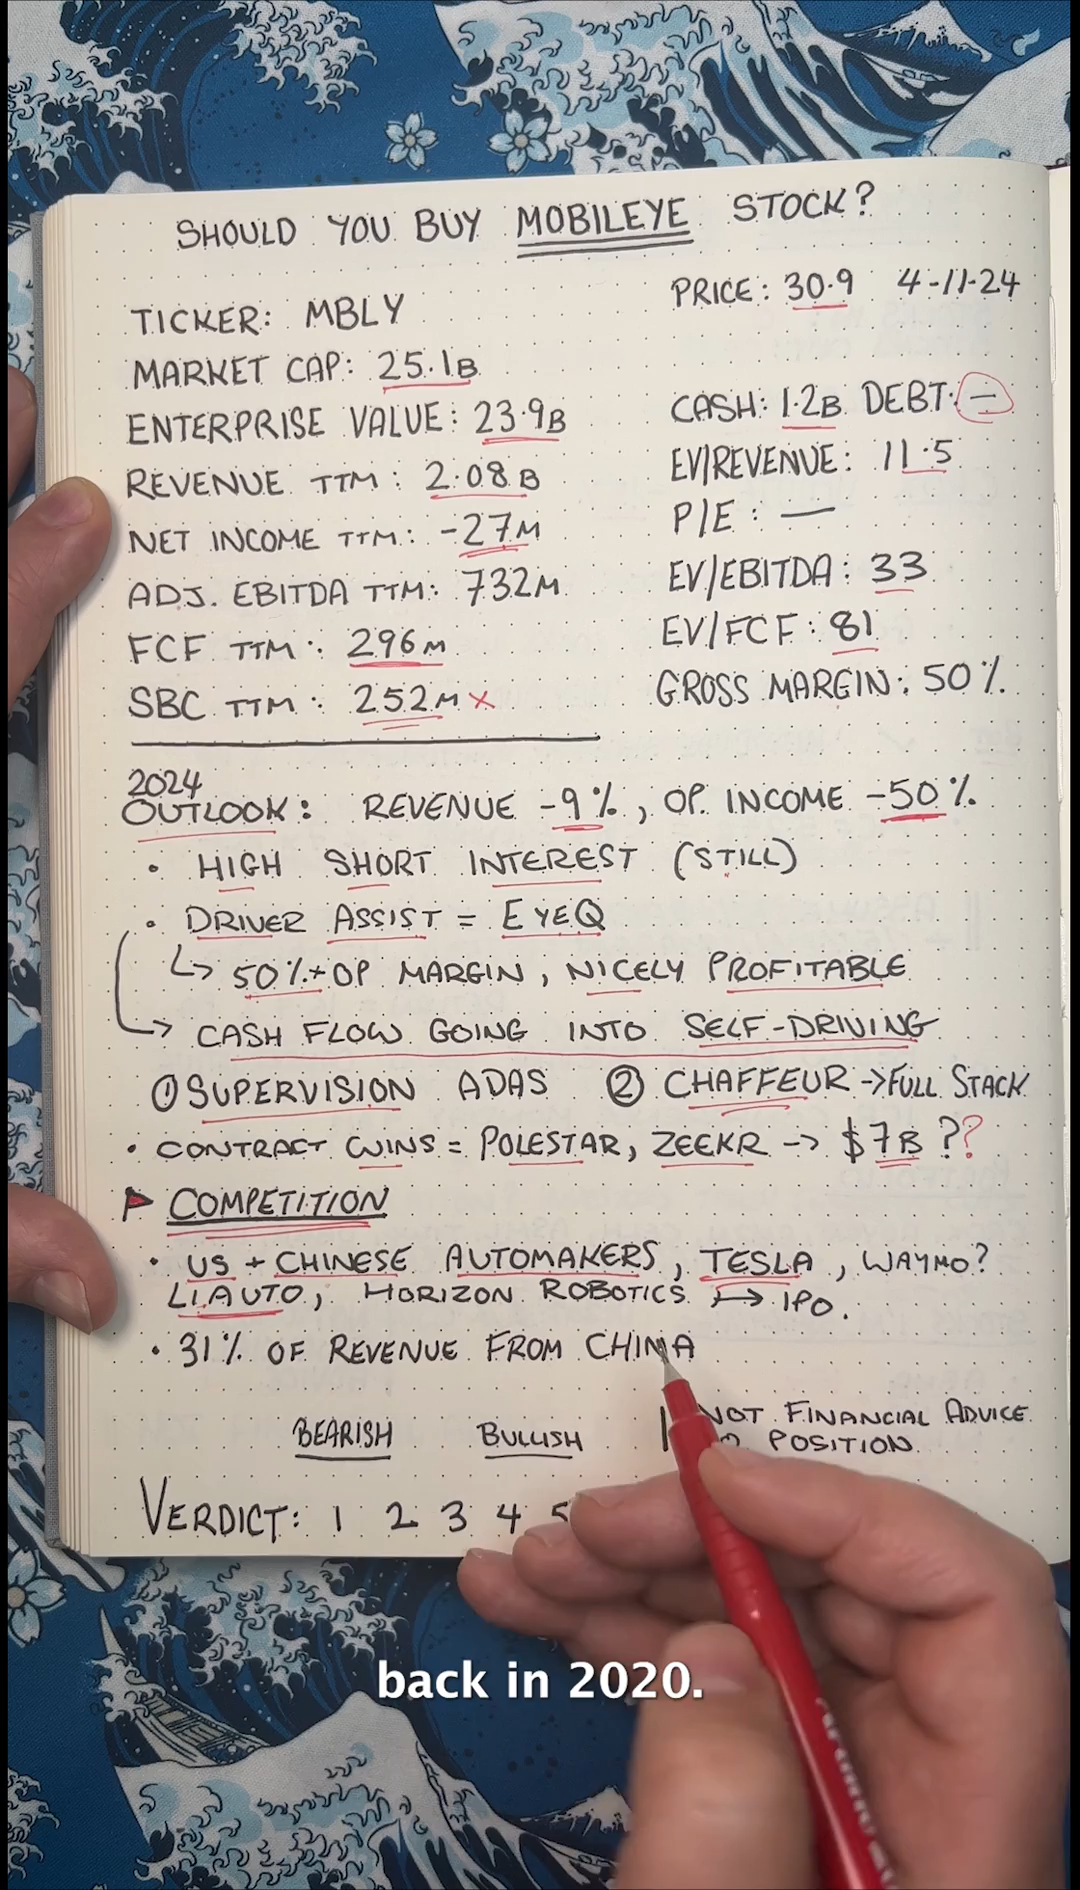 SHOULD YOU BUY MOBILEYE STOCK?
PRICE: 30.9 4-11-24
TICKER: MBLY
MARKET CAP: 25.1B
CASH: 1.2B DEBT: —
ENTERPRISE VALUE: 23.9B
EV/REVENUE: 11.5
REVENUE TTM: 2.08B
P/E: —
NET INCOME TTM: -27M
EV/EBITDA: 33
ADJ. EBITDA TTM: 732M
EV/FCF: 81
FCF TTM: 296M
GROSS MARGIN: 50%
SBC TTM: 252M x
2024
OUTLOOK: REVENUE -9%, OP. INCOME -50%
• HIGH SHORT INTEREST (STILL)
• DRIVER ASSIST = EYEQ
↳ 50%+ OP MARGIN, NICELY PROFITABLE
→ CASH FLOW GOING INTO SELF-DRIVING
① SUPERVISION ADAS ② CHAFFEUR → FULL STACK
• CONTRACT WINS = POLESTAR, ZEEKR → $7B ??
COMPETITION
• US + CHINESE AUTOMAKERS, TESLA, WAYMO?
LIAUTO, HORIZON ROBOTICS → IPO.
• 31% OF REVENUE FROM CHINA
NOT FINANCIAL ADVICE
BEARISH BULLISH
POSITION
VERDICT: 1 2 3 4 5
back in 2020.